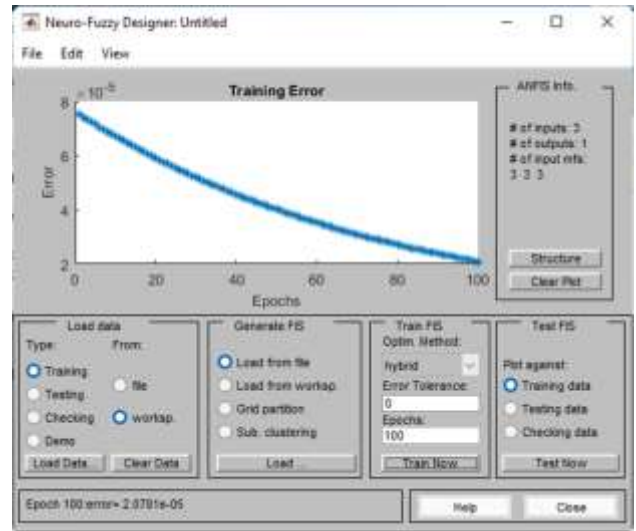 Neuro-Fuzzy Designer: Untitled
File Edit View
Training Error
× 10⁻⁵
8
6
4
2
Error
0 20 40 60 80 100
Epochs
ANFIS Info.
# of inputs: 3
# of outputs: 1
# of input mfs:
3 3 3
Structure
Clear Plot
Load data
Type: From:
Training
Testing
Checking
Demo
file
worksp.
Load Data... Clear Data
Generate FIS
Load from file
Load from worksp.
Grid partition
Sub. clustering
Load ...
Train FIS
Optim. Method:
hybrid
Error Tolerance:
0
Epochs:
100
Train Now
Test FIS
Plot against:
Training data
Testing data
Checking data
Test Now
Epoch 100:error= 2.0781e-05
Help Close